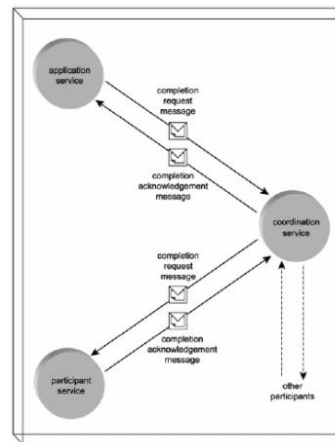 application
service
completion
request
message
completion
acknowledgement
message
coordination
service
completion
request
message
completion
acknowledgement
message
participant
service
other
participants